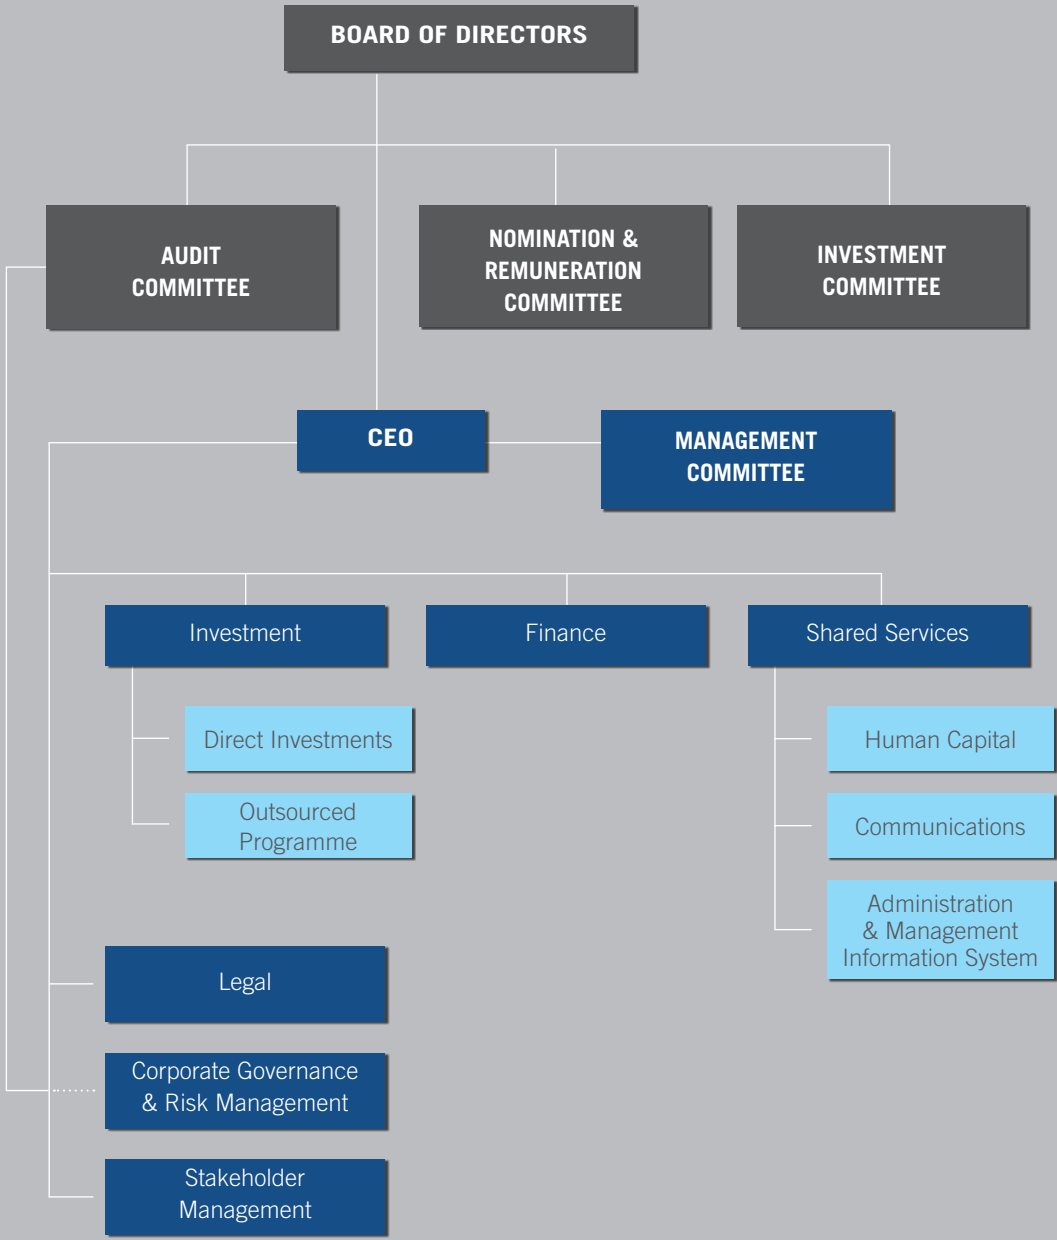 BOARD OF DIRECTORS
AUDIT
COMMITTEE
NOMINATION &
REMUNERATION
COMMITTEE
INVESTMENT
COMMITTEE
CEO
MANAGEMENT
COMMITTEE
Investment
Finance
Shared Services
Direct Investments
Outsourced
Programme
Human Capital
Communications
Administration
& Management
Information System
Legal
Corporate Governance
& Risk Management
Stakeholder
Management